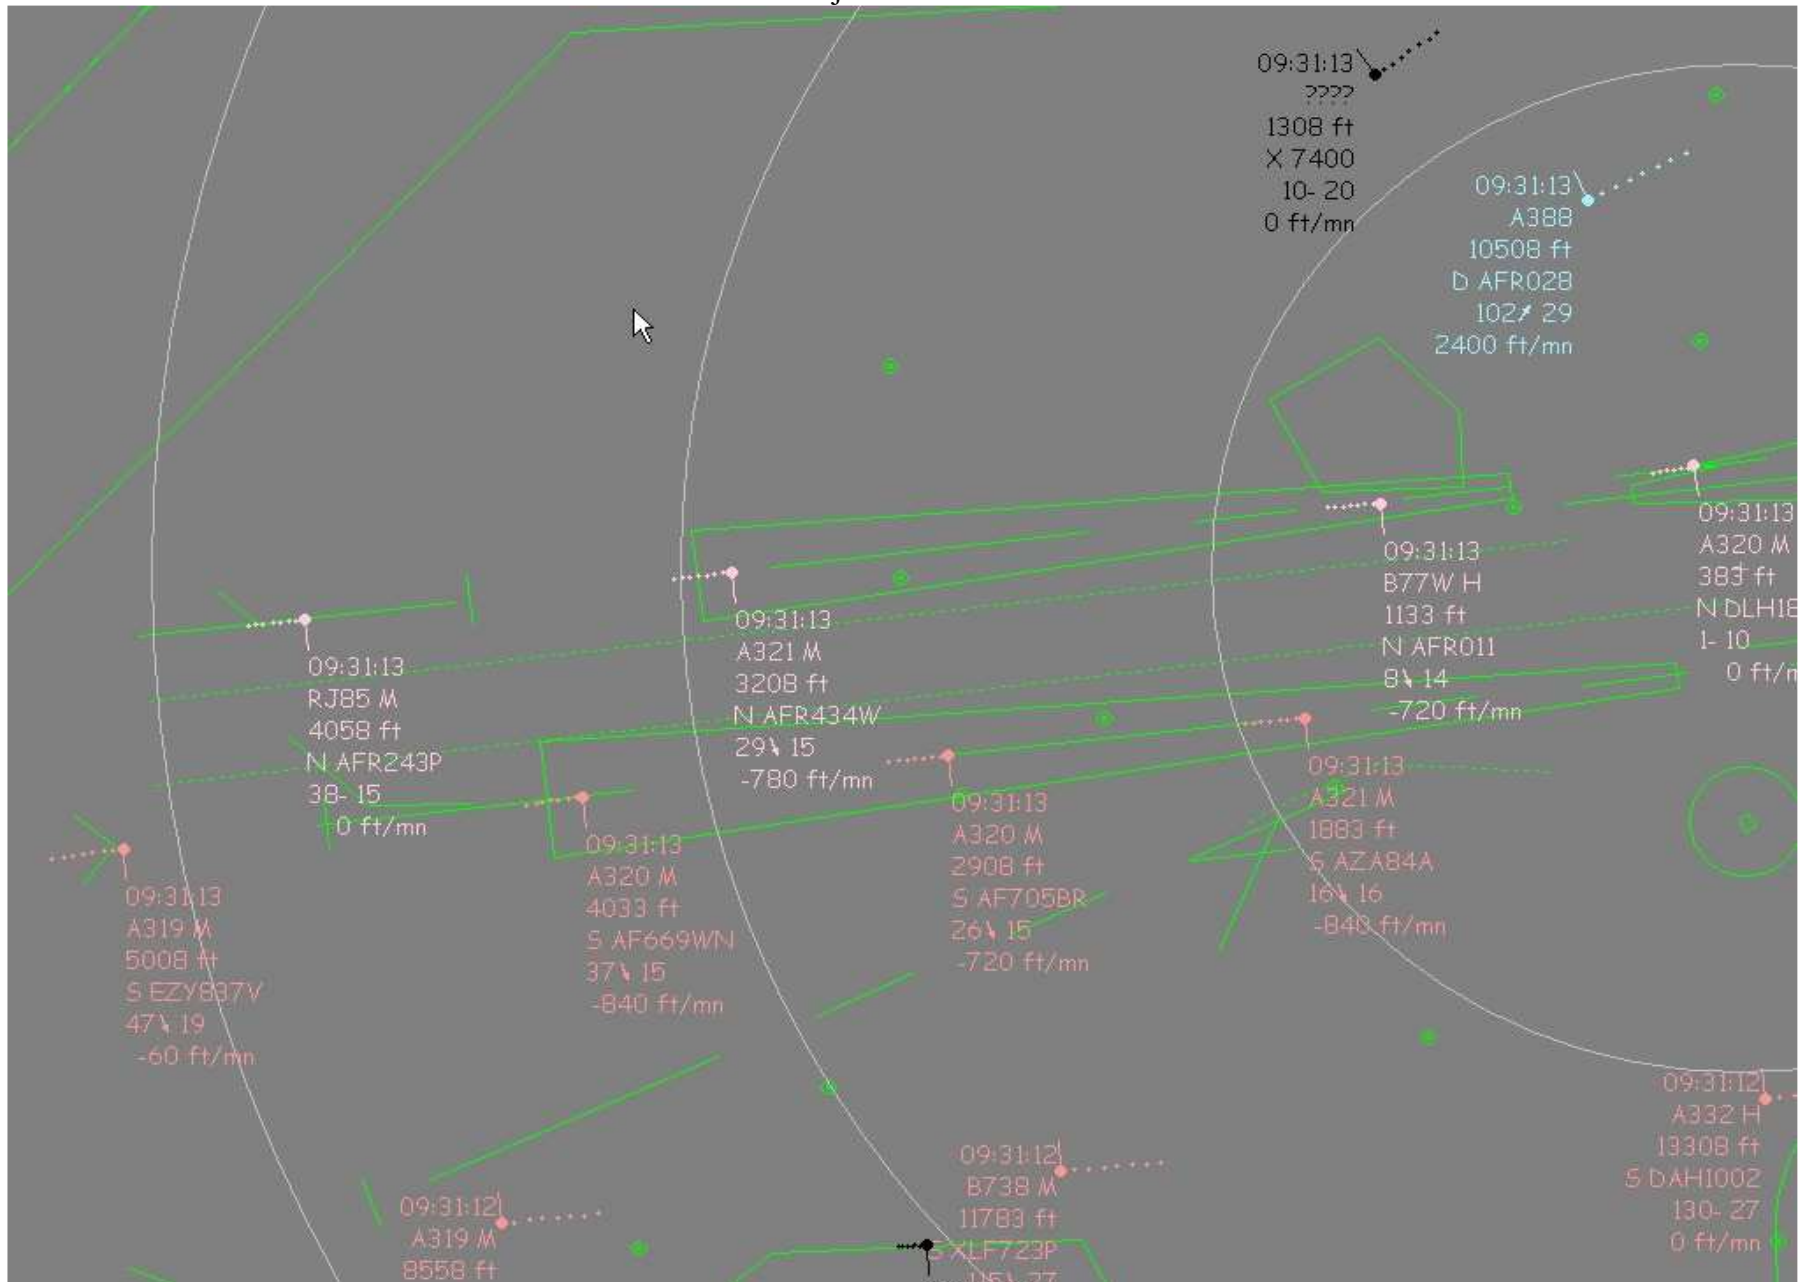 09:31:13
????
1308 ft
X 7400
10- 20
0 ft/mn
09:31:13
A388
10508 ft
D AFR028
102↗ 29
2400 ft/mn
09:31:13
A320 M
383 ft
N DLH18
1- 10
0 ft/m
09:31:13
B77W H
1133 ft
N AFR011
8↘ 14
-720 ft/mn
09:31:13
A321 M
3208 ft
N AFR434W
29↘ 15
-780 ft/mn
09:31:13
RJ85 M
4058 ft
N AFR243P
38- 15
0 ft/mn
09:31:13
A321 M
1883 ft
S AZA84A
16↘ 16
-840 ft/mn
09:31:13
A320 M
2908 ft
S AF705BR
26↘ 15
-720 ft/mn
09:31:13
A320 M
4033 ft
S AF669WN
37↘ 15
-840 ft/mn
09:31:13
A319 M
5008 ft
S EZY837V
47↘ 19
-60 ft/mn
09:31:12
A332 H
13308 ft
S DAH1002
130- 27
0 ft/mn
09:31:12
B738 M
11783 ft
S XLF723P
09:31:12
A319 M
8558 ft